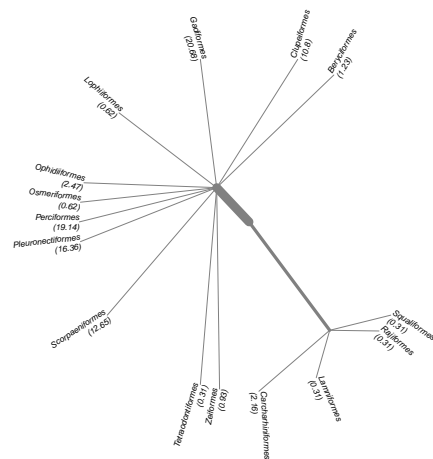 Gadiformes
(20.68)
Clupeiformes
(10.8)
Beryciformes
(1.23)
Lophiiformes
(0.62)
Ophidiiformes
(2.47)
Osmeriformes
(0.62)
Perciformes
(19.14)
Pleuronectiformes
(16.36)
Scorpaeniformes
(12.65)
Tetraodontiformes
(0.31)
Zeiformes
(0.93)
Carcharhiniformes
(2.16)
Lamniformes
(0.31)
Rajiformes
(0.31)
Squaliformes
(0.31)